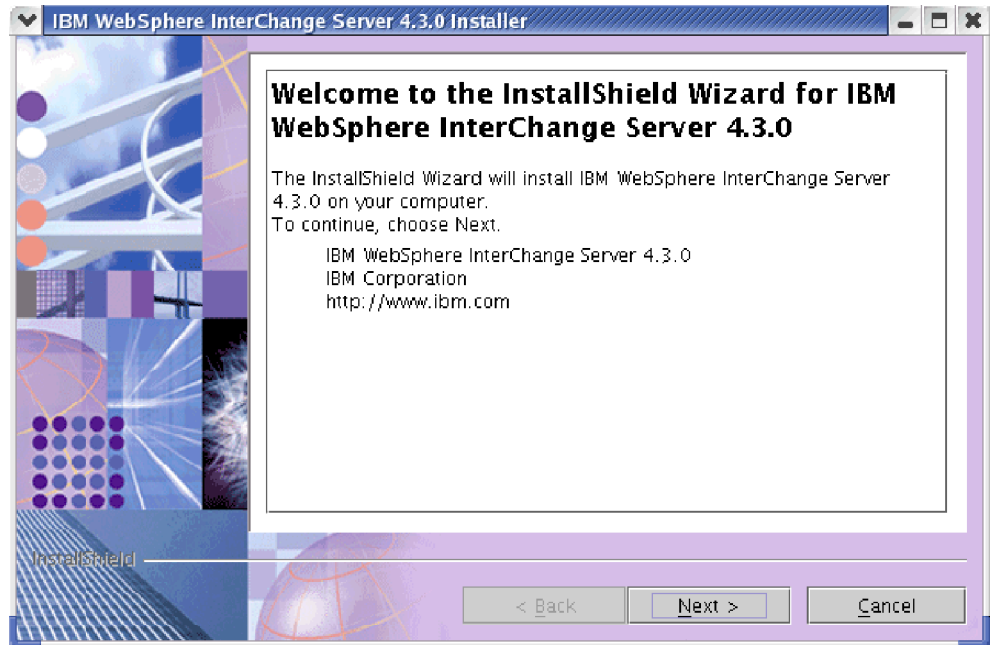 IBM WebSphere InterChange Server 4.3.0 Installer
Welcome to the InstallShield Wizard for IBM
WebSphere InterChange Server 4.3.0
The InstallShield Wizard will install IBM WebSphere InterChange Server
4.3.0 on your computer.
To continue, choose Next.
IBM WebSphere InterChange Server 4.3.0
IBM Corporation
http://www.ibm.com
InstallShield
< Back
Next >
Cancel